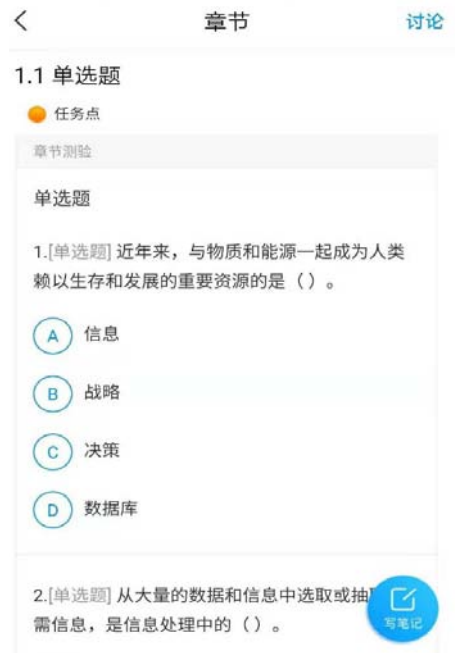 章节
讨论
1.1 单选题
任务点
章节测验
单选题
1.[单选题] 近年来，与物质和能源一起成为人类
赖以生存和发展的重要资源的是（ ）。
A 信息
B 战略
C 决策
D 数据库
2.[单选题] 从大量的数据和信息中选取或抽
需信息，是信息处理中的（ ）。
写笔记